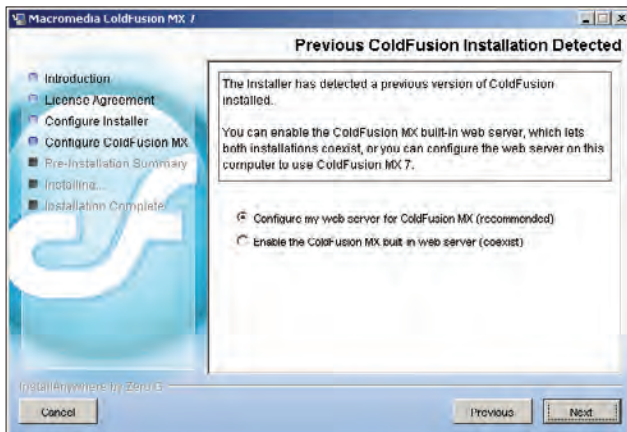 Macromedia ColdFusion MX 7
Previous ColdFusion Installation Detected
Introduction
License Agreement
Configure Installer
Configure ColdFusion MX
Pre-Installation Summary
Installing...
Installation Complete
The Installer has detected a previous version of ColdFusion
installed.
You can enable the ColdFusion MX built-in web server, which lets
both installations coexist, or you can configure the web server on this
computer to use ColdFusion MX 7.
Configure my web server for ColdFusion MX (recommended)
Enable the ColdFusion MX built in web server (coexist)
InstallAnywhere by Zero G
Cancel
Previous
Next